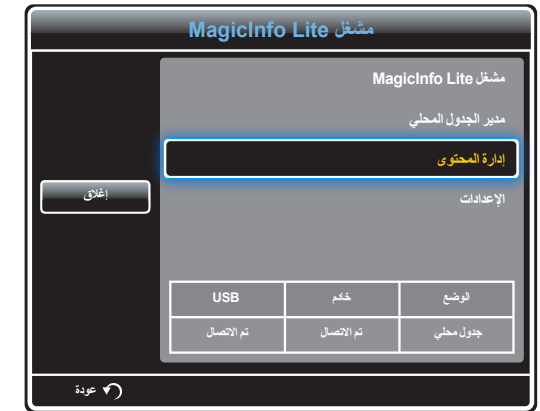 مشغل MagicInfo Lite
مشغل MagicInfo Lite
مدير الجدول المحلي
إدارة المحتوى
الإعدادات
إغلاق
الوضع خادم USB
جدول محلي تم الاتصال تم الاتصال
عودة